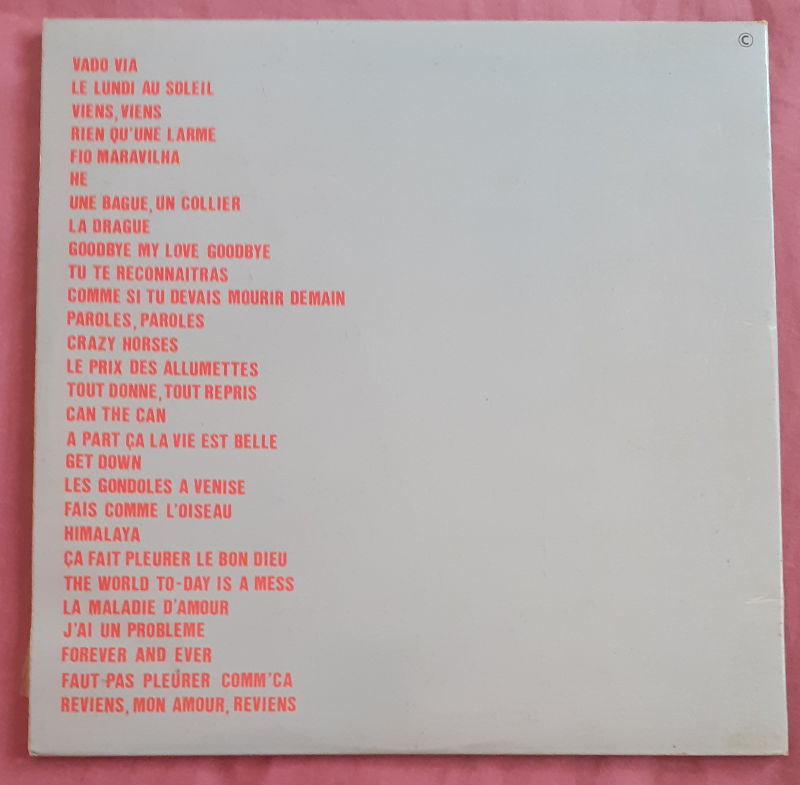 ©
VADO VIA
LE LUNDI AU SOLEIL
VIENS, VIENS
RIEN QU'UNE LARME
FIO MARAVILHA
HE
UNE BAGUE, UN COLLIER
LA DRAGUE
GOODBYE MY LOVE GOODBYE
TU TE RECONNAITRAS
COMME SI TU DEVAIS MOURIR DEMAIN
PAROLES, PAROLES
CRAZY HORSES
LE PRIX DES ALLUMETTES
TOUT DONNE, TOUT REPRIS
CAN THE CAN
A PART ÇA LA VIE EST BELLE
GET DOWN
LES GONDOLES A VENISE
FAIS COMME L'OISEAU
HIMALAYA
ÇA FAIT PLEURER LE BON DIEU
THE WORLD TO-DAY IS A MESS
LA MALADIE D'AMOUR
J'AI UN PROBLEME
FOREVER AND EVER
FAUT PAS PLEURER COMM'CA
REVIENS, MON AMOUR, REVIENS